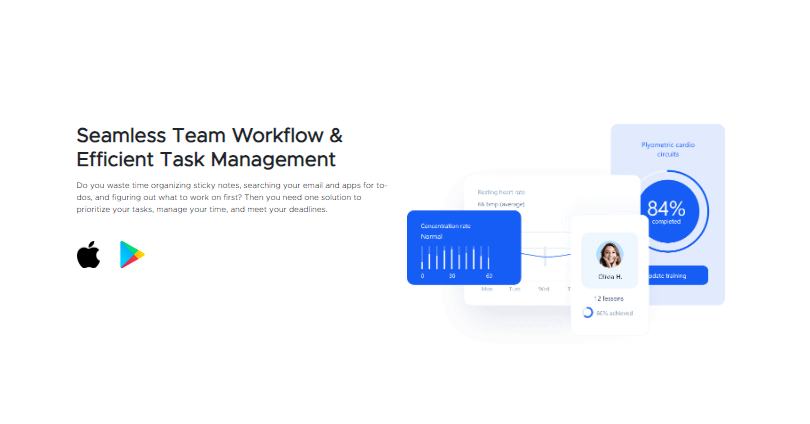 Seamless Team Workflow &
Efficient Task Management
Do you waste time organizing sticky notes, searching your email and apps for to-
dos, and figuring out what to work on first? Then you need one solution to
prioritize your tasks, manage your time, and meet your deadlines.
Plyometric cardio
circuits
84%
completed
update training
Resting heart rate
66 bmp (average)
Mon Tue Wed T
Concentration rate
Normal
0 30 60
Olivia H.
12 lessons
66% achieved